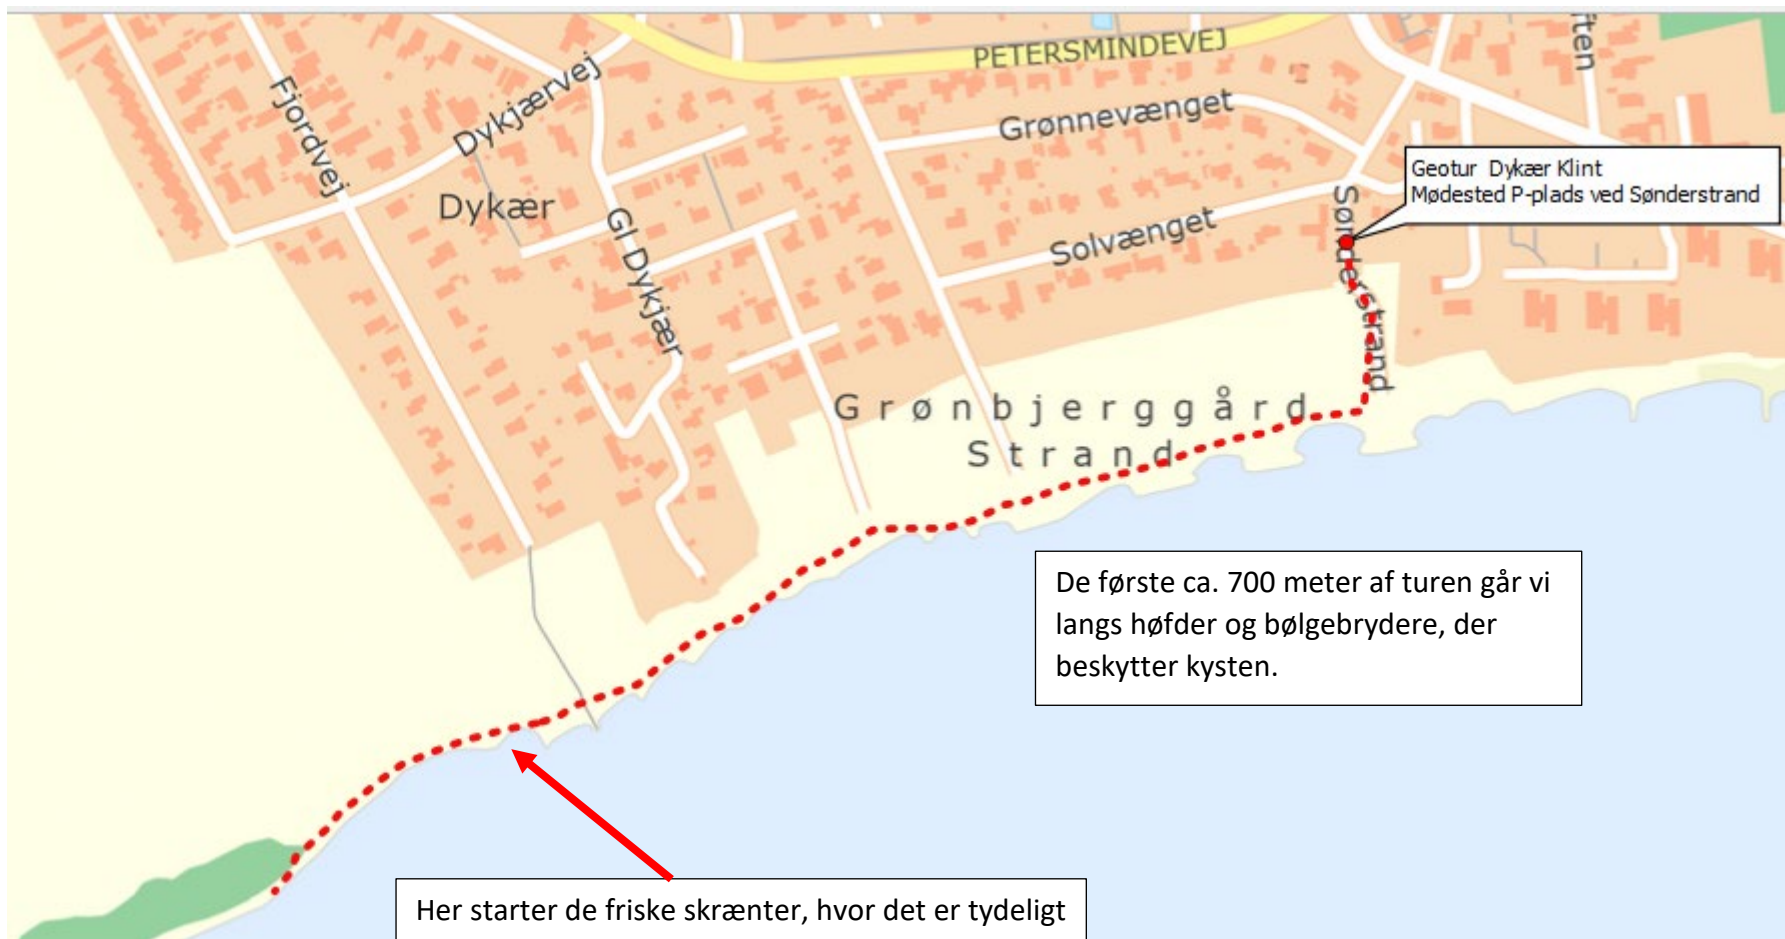 PETERSMINDEVEJ
ften
Fjordvej
Dykjærvej
Grønnevænget
Geotur Dykær Klint
Mødested P-plads ved Sønderstrand
Dykær
Gl Dykjær
Solvænget
Sønderstrand
Grønbjerggård
Strand
De første ca. 700 meter af turen går vi
langs høfder og bølgebrydere, der
beskytter kysten.
Her starter de friske skrænter, hvor det er tydeligt